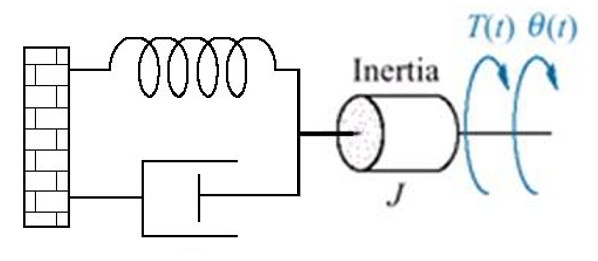 T(t) θ(t)
Inertia
J